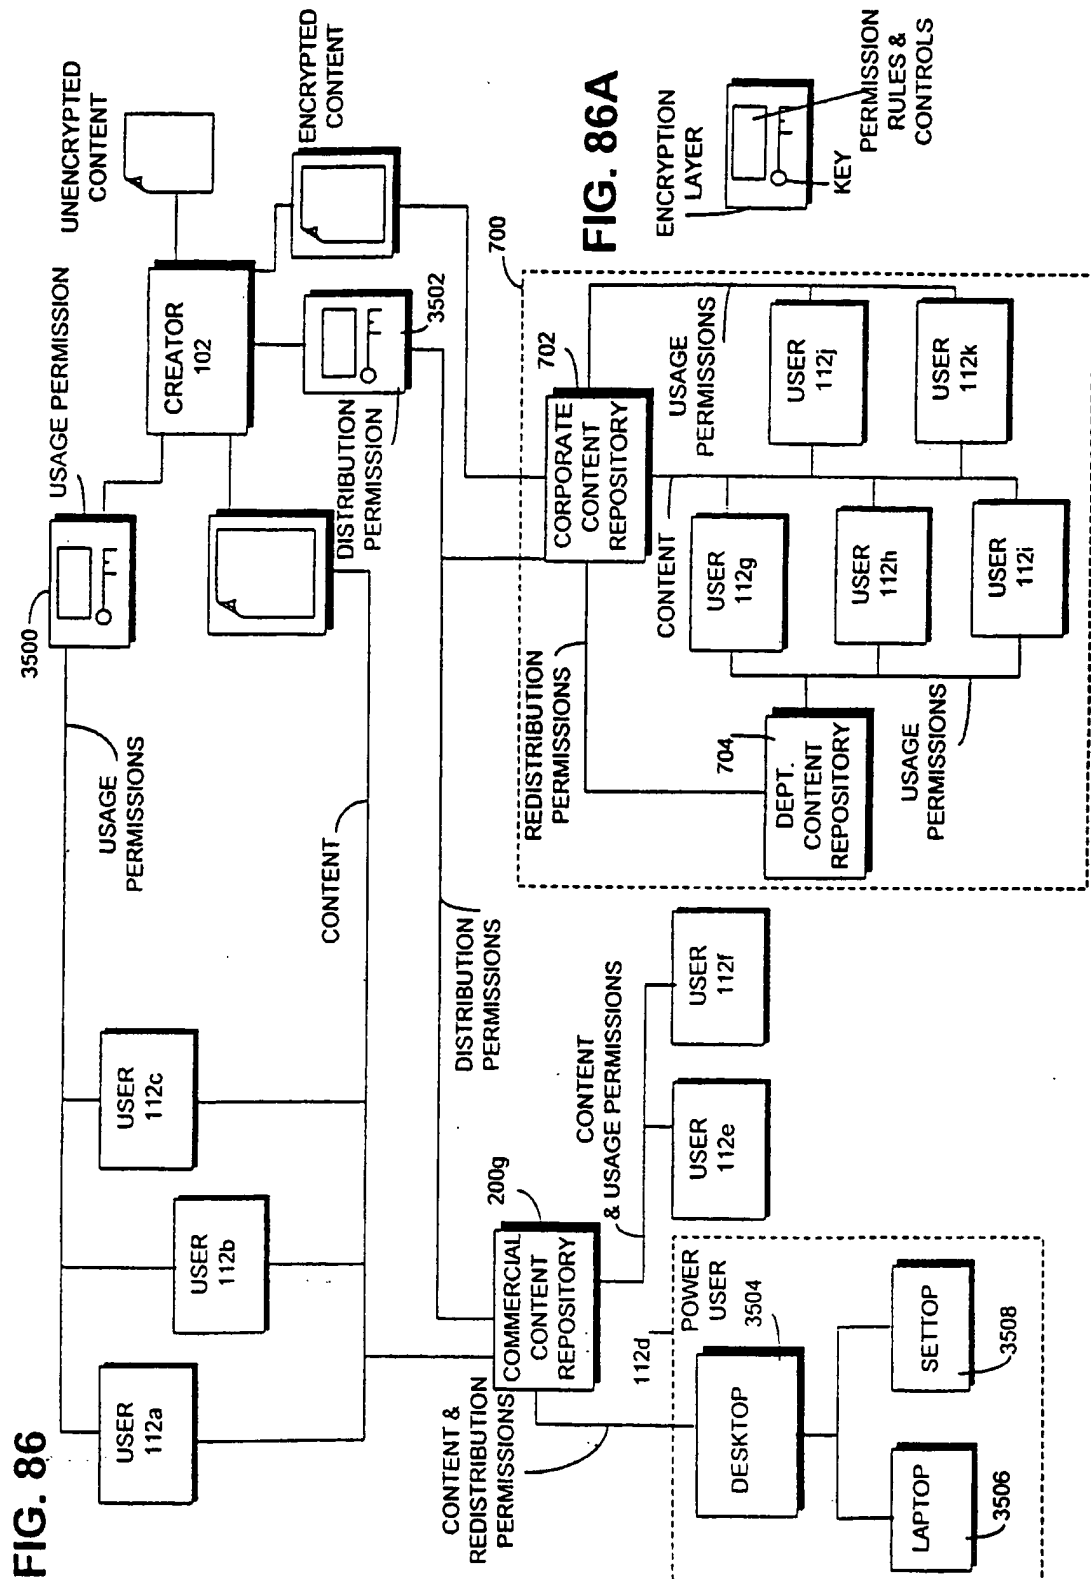 FIG. 86
UNENCRYPTED
CONTENT
USAGE PERMISSION
3500
CREATOR
102
ENCRYPTED
CONTENT
USAGE
PERMISSIONS
DISTRIBUTION
PERMISSION
3502
USER
112a
USER
112b
USER
112c
CONTENT
DISTRIBUTION
PERMISSIONS
FIG. 86A
ENCRYPTION
LAYER
KEY
PERMISSION
RULES &
CONTROLS
COMMERCIAL
CONTENT
REPOSITORY
200g
CONTENT &
REDISTRIBUTION
PERMISSIONS
CONTENT
& USAGE PERMISSIONS
USER
112e
USER
112f
112d
POWER
USER
3504
DESKTOP
LAPTOP
3506
SETTOP
3508
700
702
CORPORATE
CONTENT
REPOSITORY
REDISTRIBUTION
PERMISSIONS
CONTENT
USAGE
PERMISSIONS
704
DEPT.
CONTENT
REPOSITORY
USER
112g
USER
112h
USER
112i
USER
112j
USER
112k
USAGE
PERMISSIONS